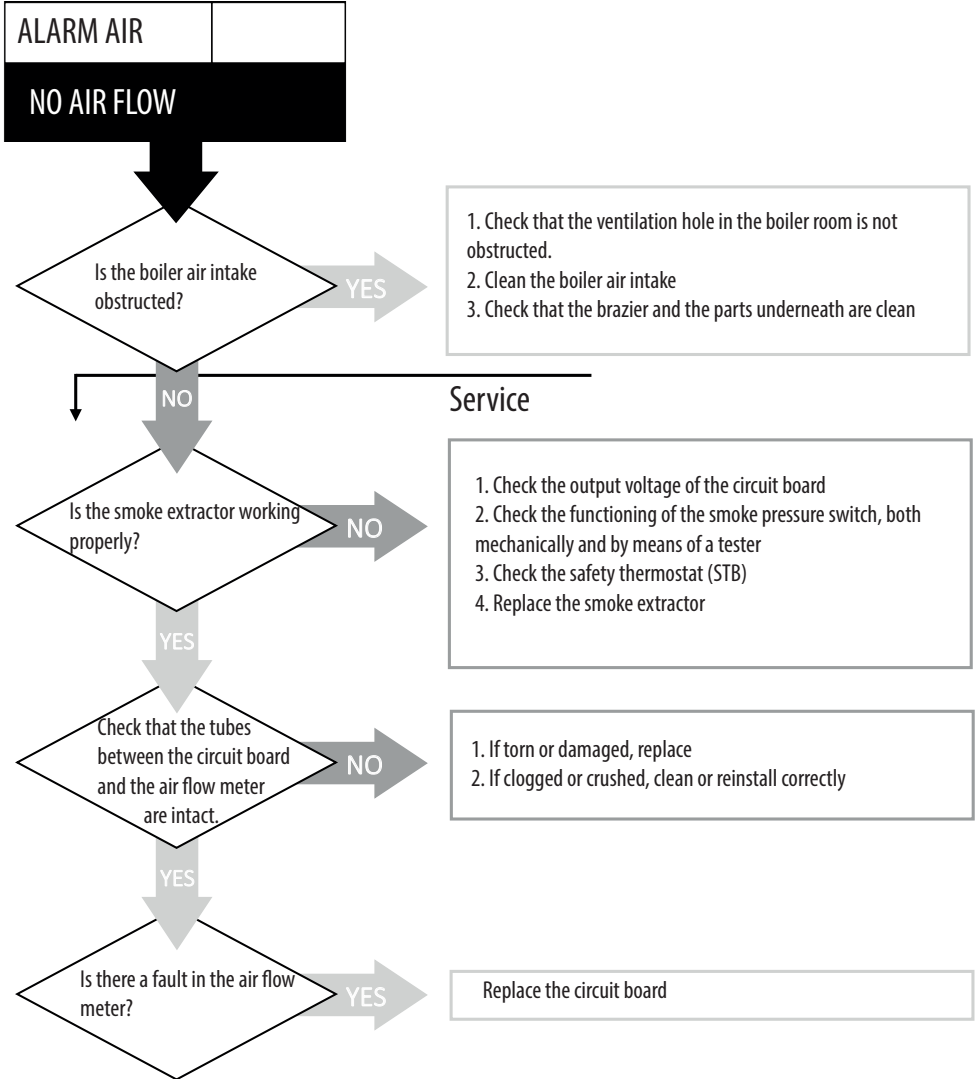 ALARM AIR
NO AIR FLOW
Is the boiler air intake
obstructed?
YES
1. Check that the ventilation hole in the boiler room is not
obstructed.
2. Clean the boiler air intake
3. Check that the brazier and the parts underneath are clean
NO
Service
Is the smoke extractor working
properly?
NO
1. Check the output voltage of the circuit board
2. Check the functioning of the smoke pressure switch, both
mechanically and by means of a tester
3. Check the safety thermostat (STB)
4. Replace the smoke extractor
YES
Check that the tubes
between the circuit board
and the air flow meter
are intact.
NO
1. If torn or damaged, replace
2. If clogged or crushed, clean or reinstall correctly
YES
Is there a fault in the air flow
meter?
YES
Replace the circuit board